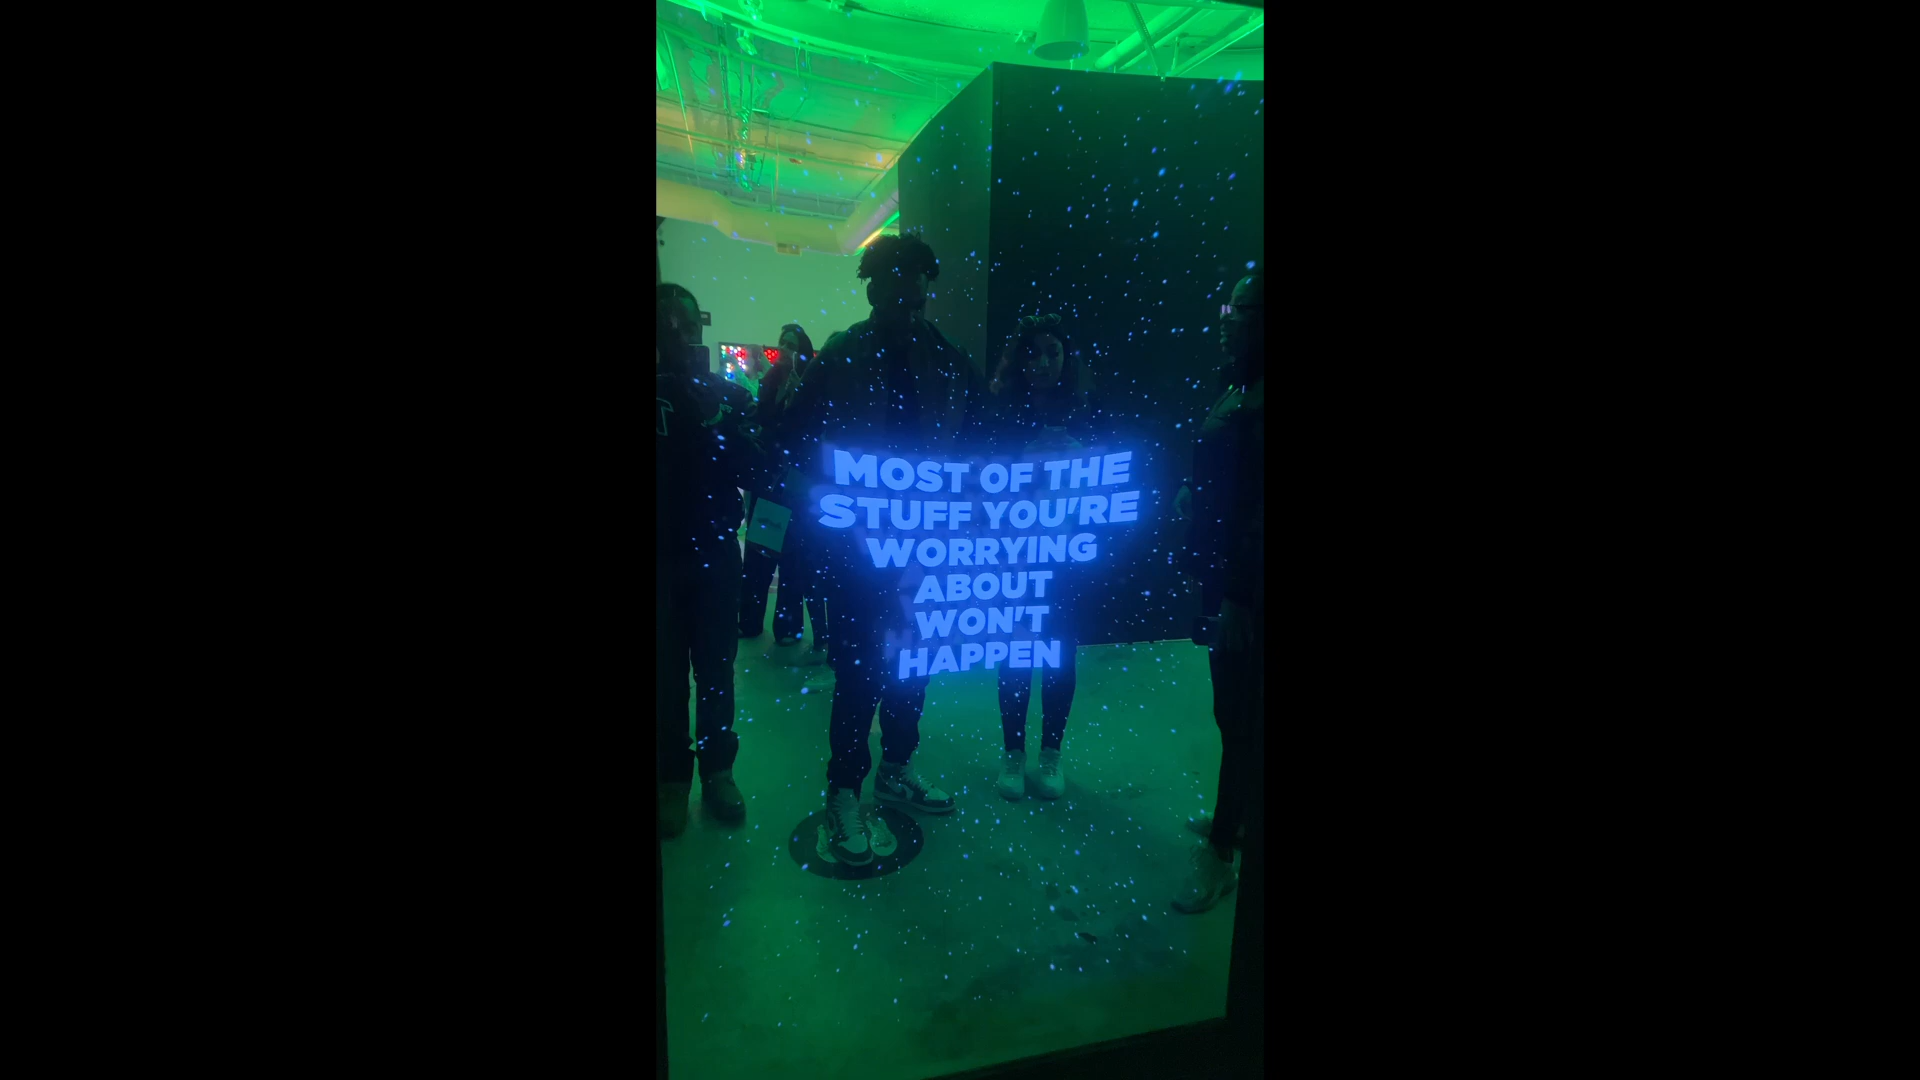 MOST OF THE
STUFF YOU'RE
WORRYING
ABOUT
WON'T
HAPPEN